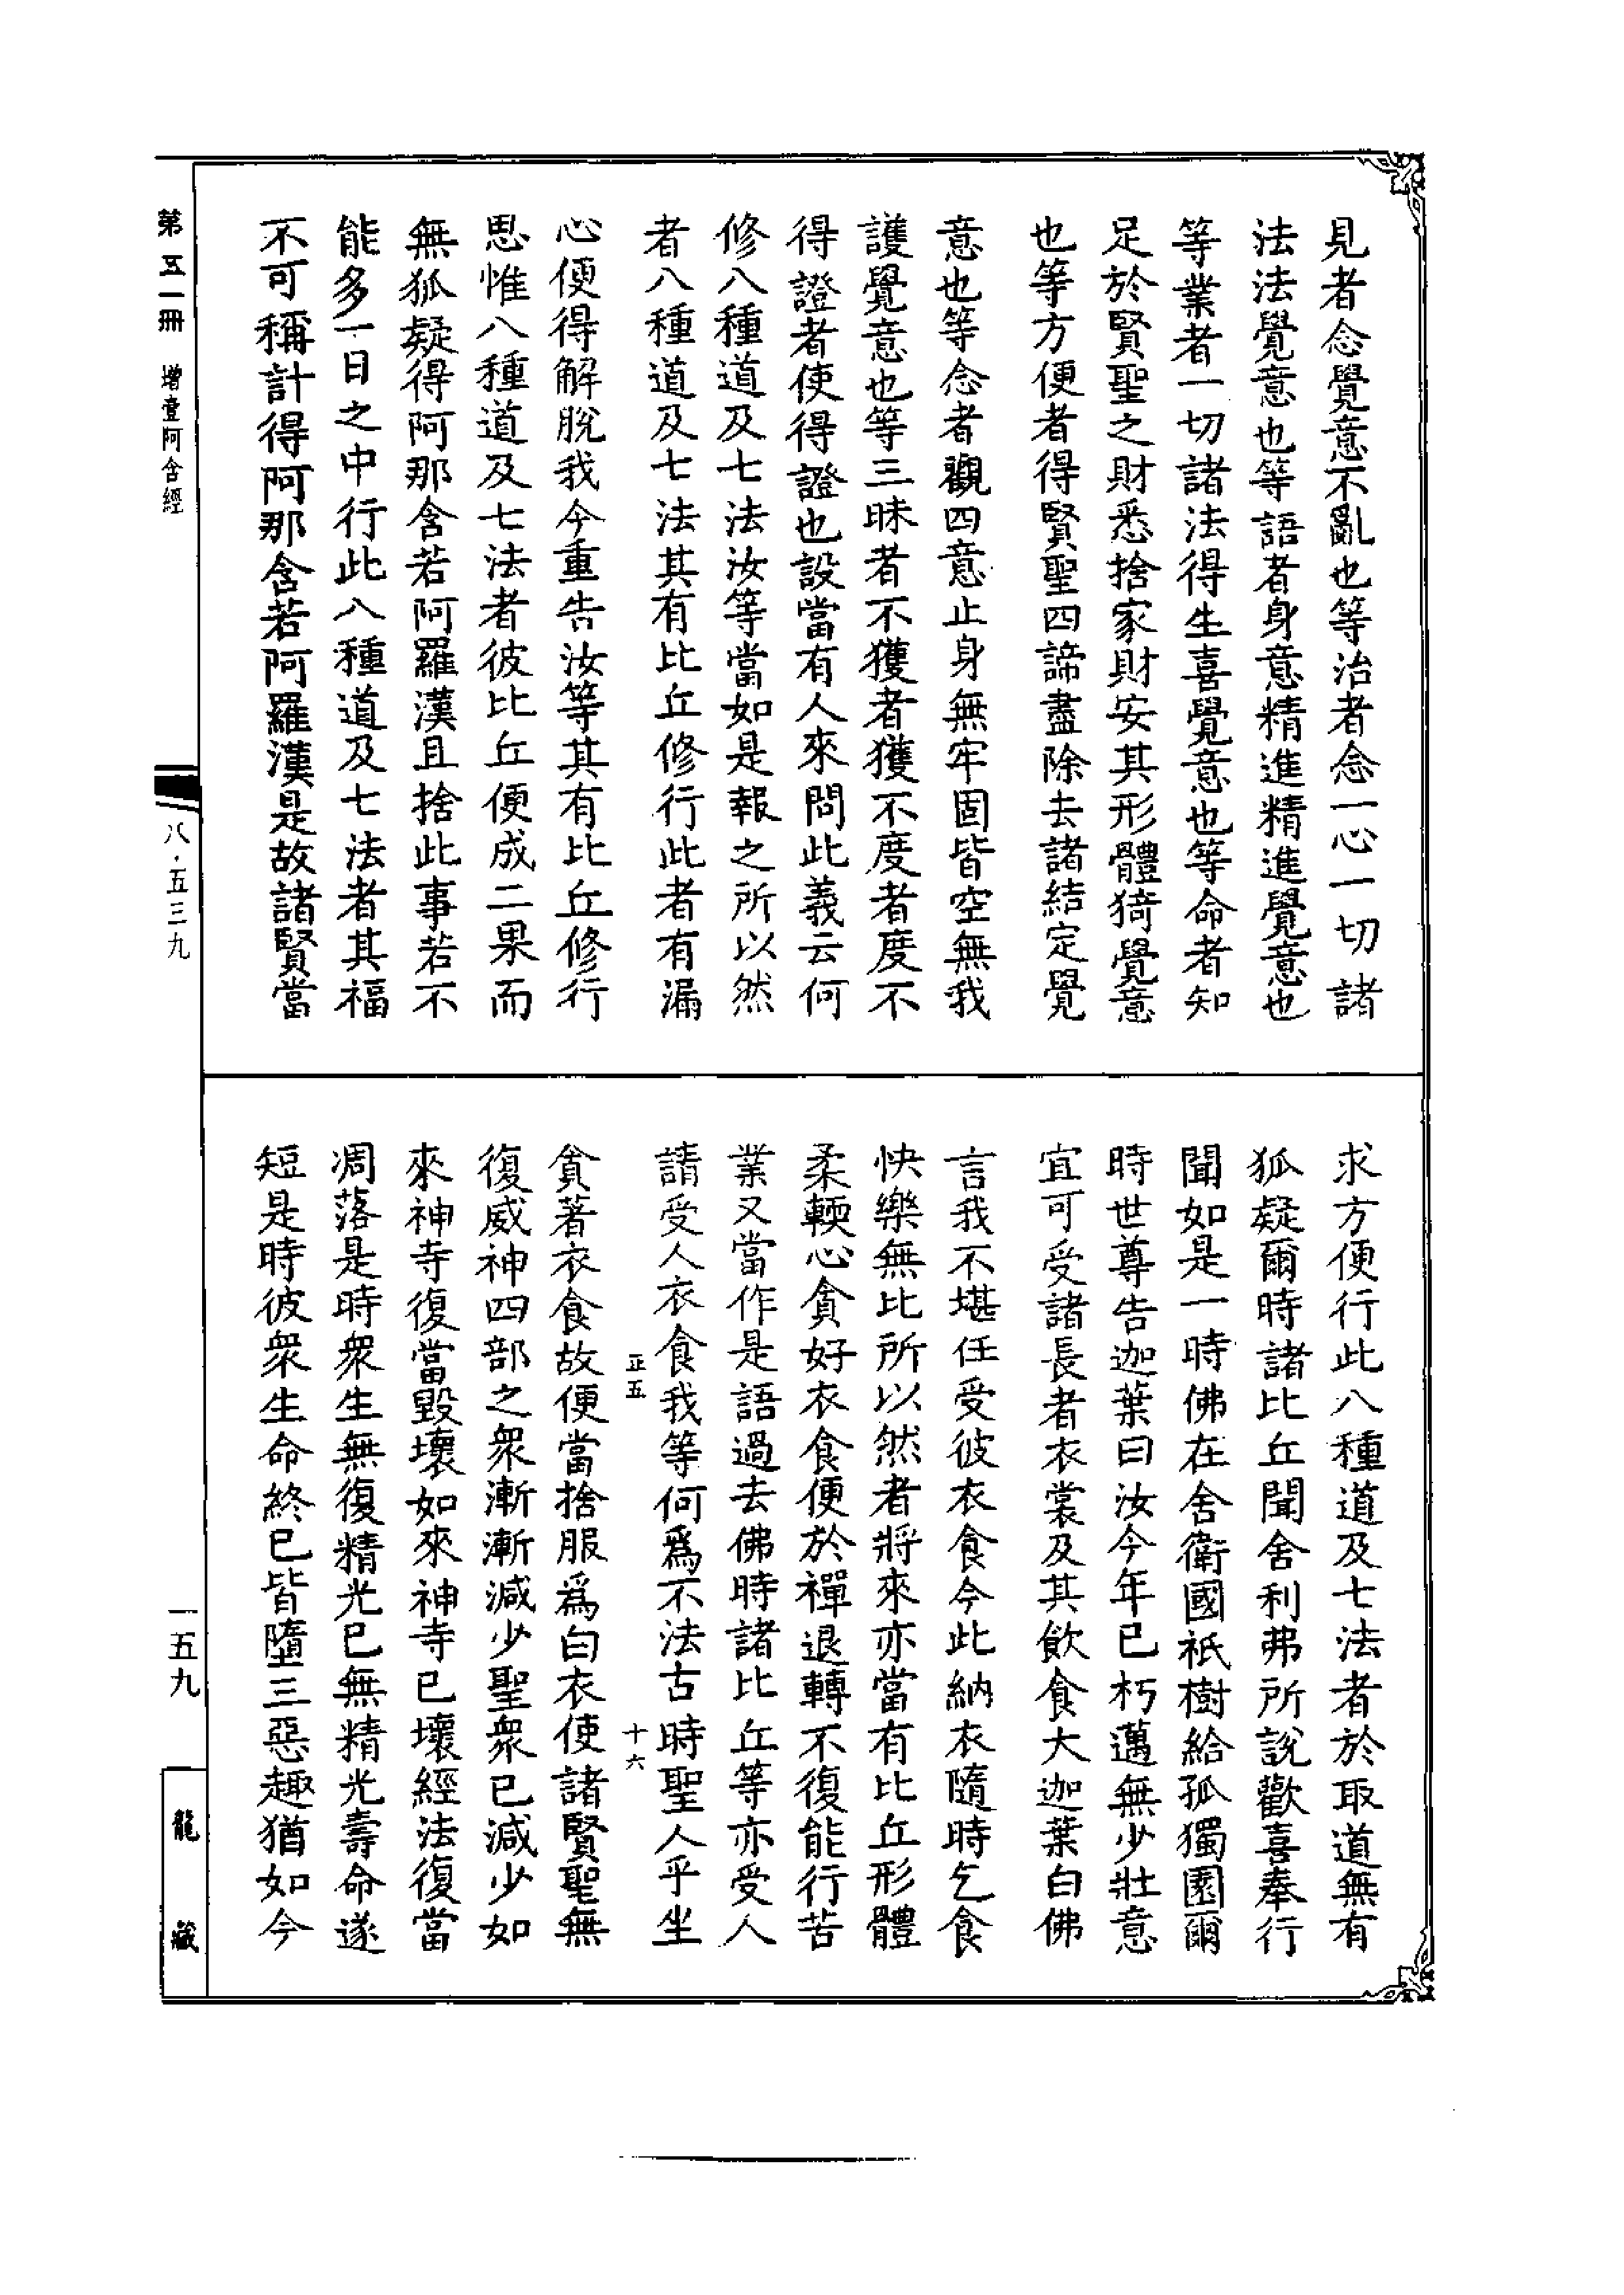 見者念覺意不亂也等治者念一心一切諸
法法覺意也等語者身意精進精進覺意也
等業者一切諸法得生喜覺意也等命者知
足於賢聖之財悉捨家財安其形體猗覺意
也等方便者得賢聖四諦盡除去諸結定覺
意也等念者觀四意止身無牢固皆空無我
護覺意也等三昧者不獲者獲不度者度不
得證者使得證也設當有人來問此義云何
修八種道及七法汝等當如是報之所以然
者八種道及七法其有比丘修行此者有漏
心便得解脫我今重告汝等其有比丘修行
思惟八種道及七法者彼比丘便成二果而
無狐疑得阿那含若阿羅漢且捨此事若不
能多一日之中行此八種道及七法者其福
不可稱計得阿那含若阿羅漢是故諸賢當
求方便行此八種道及七法者於取道無有
狐疑爾時諸比丘聞舍利弗所說歡喜奉行
聞如是一時佛在舍衛國祇樹給孤獨園爾
時世尊告迦葉曰汝今年已朽邁無少壯意
宜可受諸長者衣裳及其飲食大迦葉白佛
言我不堪任受彼衣食今此納衣隨時乞食
快樂無比所以然者將來亦當有比丘形體
柔輭心貪好衣食便於禪退轉不復能行苦
業又當作是語過去佛時諸比丘等亦受人
請受人衣食我等何爲不法古時聖人乎坐
正五
十六
貪著衣食故便當捨服爲白衣使諸賢聖無
復威神四部之衆漸漸減少聖衆已減少如
來神寺復當毀壞如來神寺已壞經法復當
凋落是時衆生無復精光已無精光壽命遂
短是時彼衆生命終已皆墮三惡趣猶如今
第五一冊 增壹阿含經
八·五三九
一五九
龍藏